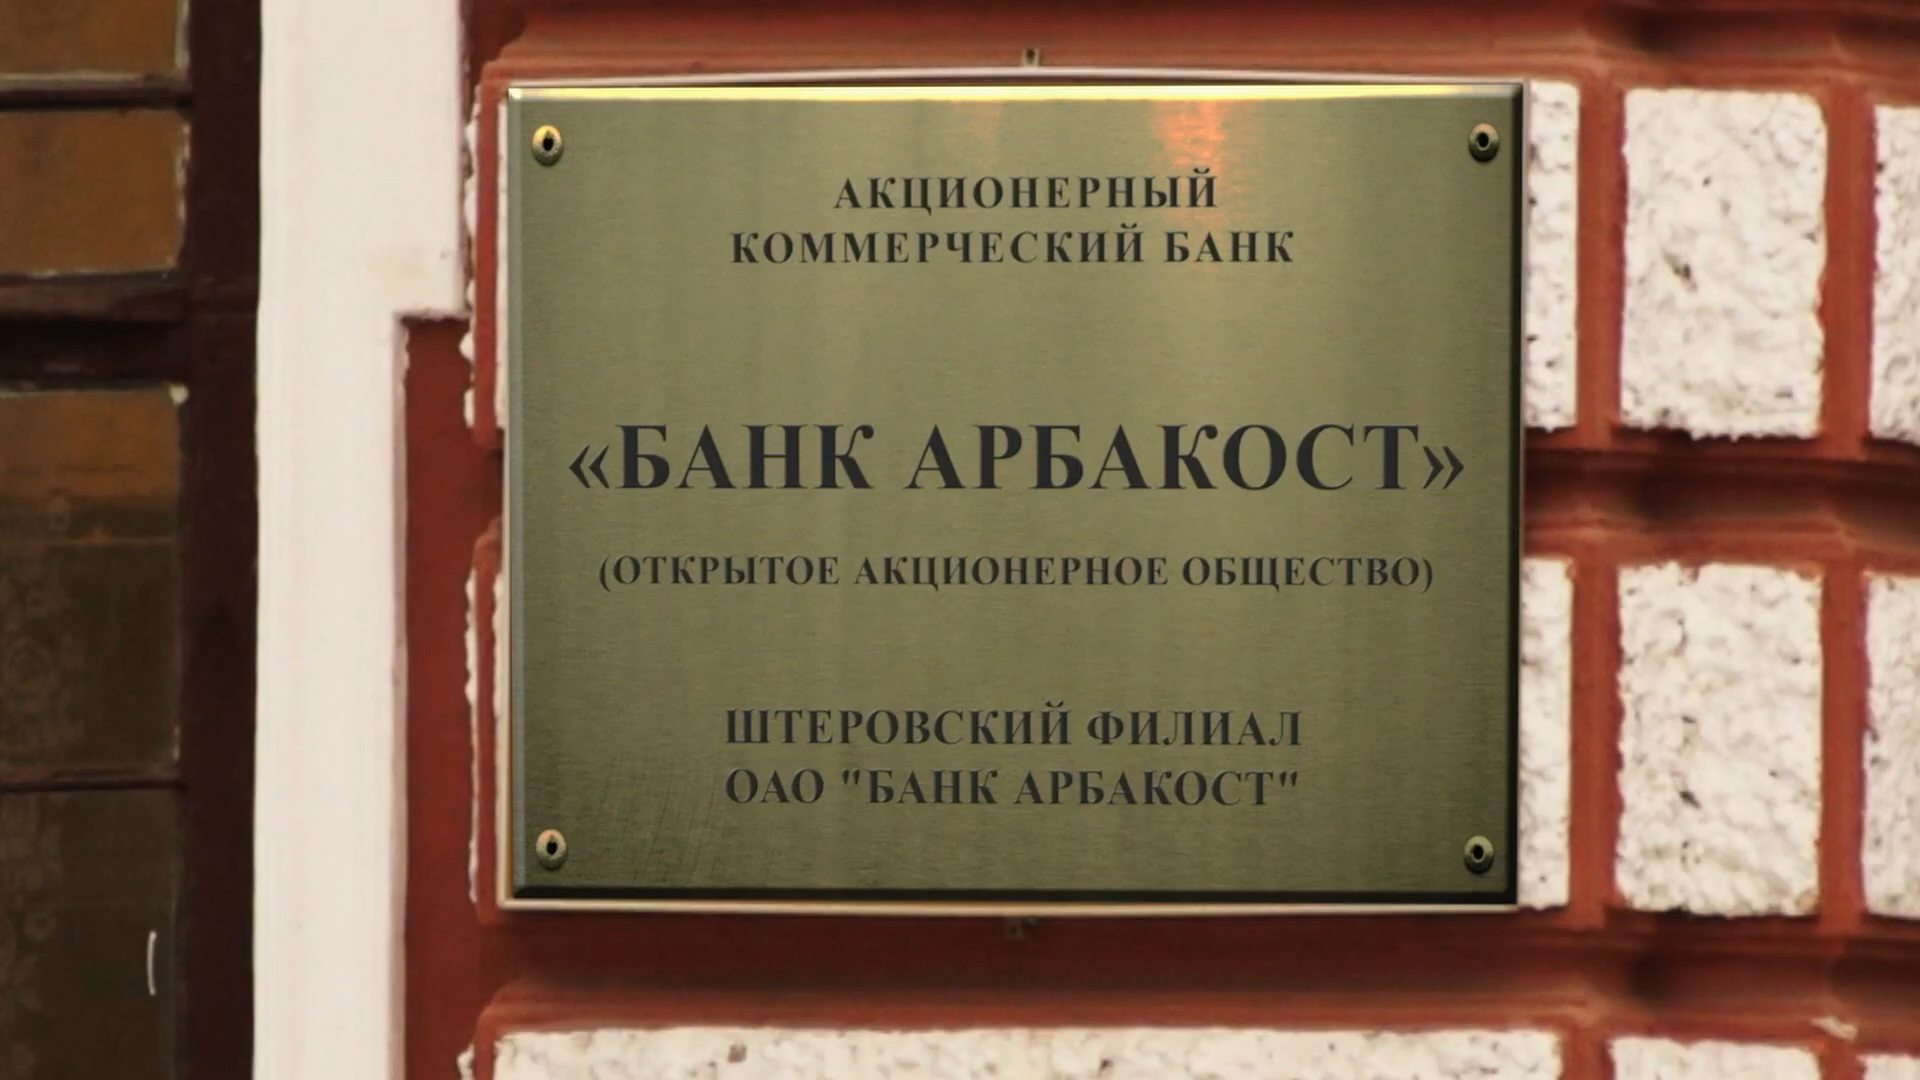 АКЦИОНЕРНЫЙ
КОММЕРЧЕСКИЙ БАНК
«БАНК АРБАКОСТ»
(ОТКРЫТОЕ АКЦИОНЕРНОЕ ОБЩЕСТВО)
ШТЕРОВСКИЙ ФИЛИАЛ
ОАО "БАНК АРБАКОСТ"